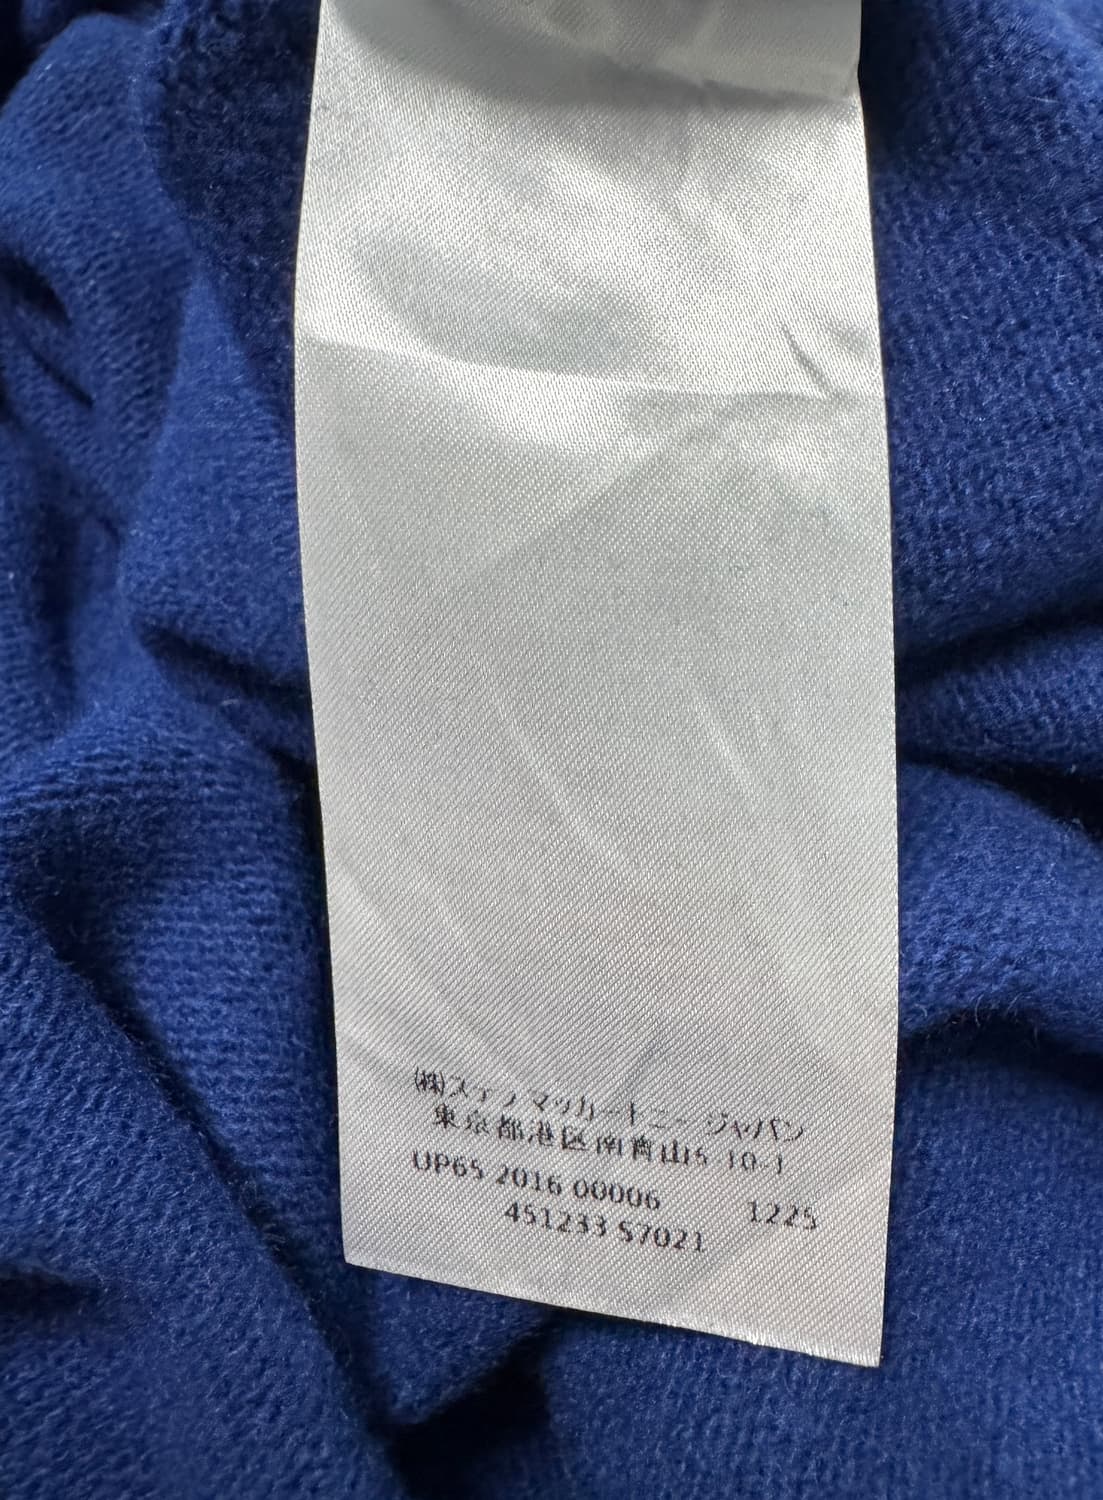 (株)ステラマッカートニー ジャパン
東京都港区南青山5-10-1
UP65 2016 00006 1225
451233 S7021